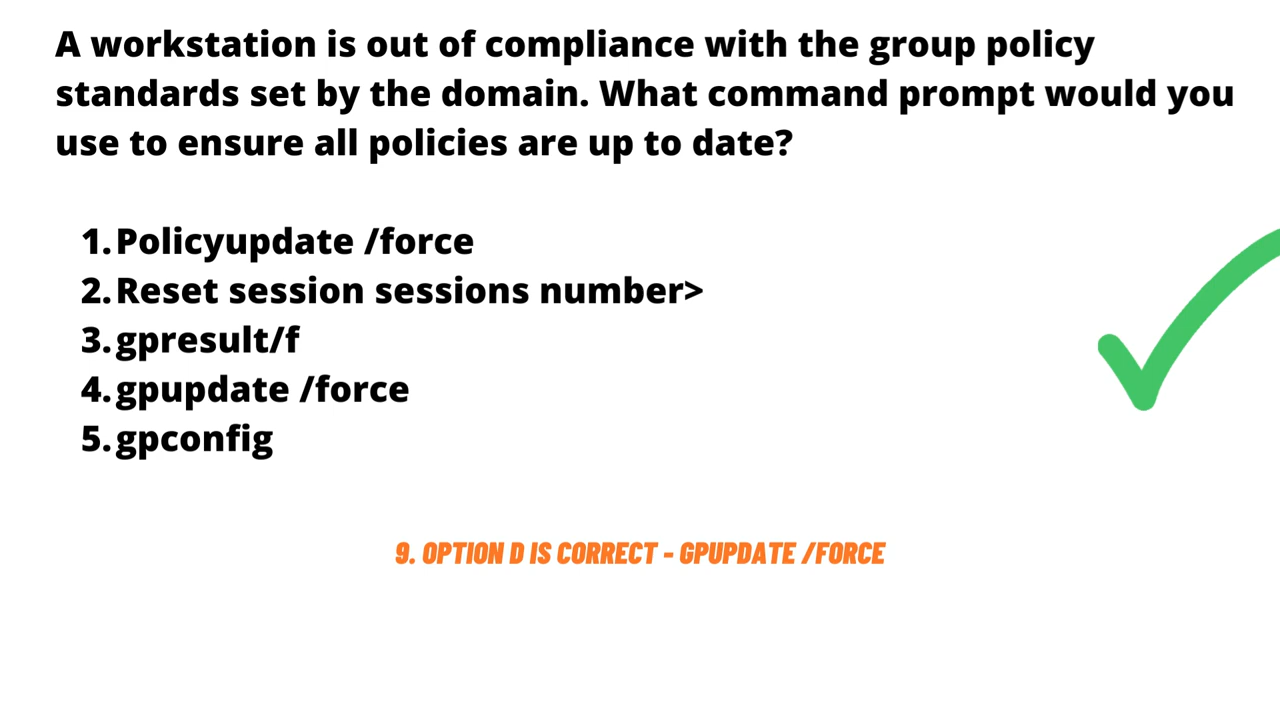 A workstation is out of compliance with the group policy
standards set by the domain. What command prompt would you
use to ensure all policies are up to date?
1. Policyupdate /force
2. Reset session sessions number>
3. gpresult/f
4. gpupdate /force
5. gpconfig
9. OPTION D IS CORRECT - GPUPDATE /FORCE